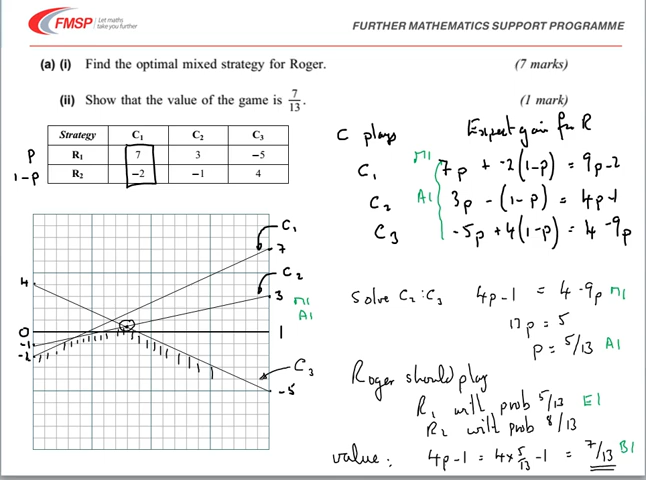 FMSP Let maths take you further
FURTHER MATHEMATICS SUPPORT PROGRAMME
(a) (i) Find the optimal mixed strategy for Roger. (7 marks)
(ii) Show that the value of the game is 7/13. (1 mark)
Strategy C₁ C₂ C₃
p R₁ 7 3 −5
1-p R₂ −2 −1 4
C plays Expect gain for R
C₁ M1 7p + -2(1-p) = 9p-2
C₂ A1 3p - (1-p) = 4p-1
C₃ -5p + 4(1-p) = 4-9p
C₁
7
C₂
4
3 M1
A1
0 1
-1
-2
C₃
-5
Solve C₂ : C₃ 4p-1 = 4-9p M1
13p = 5
p = 5/13 A1
Roger should play
R₁ with prob 5/13 E1
R₂ with prob 8/13
value: 4p-1 = 4×5/13 -1 = 7/13 B1